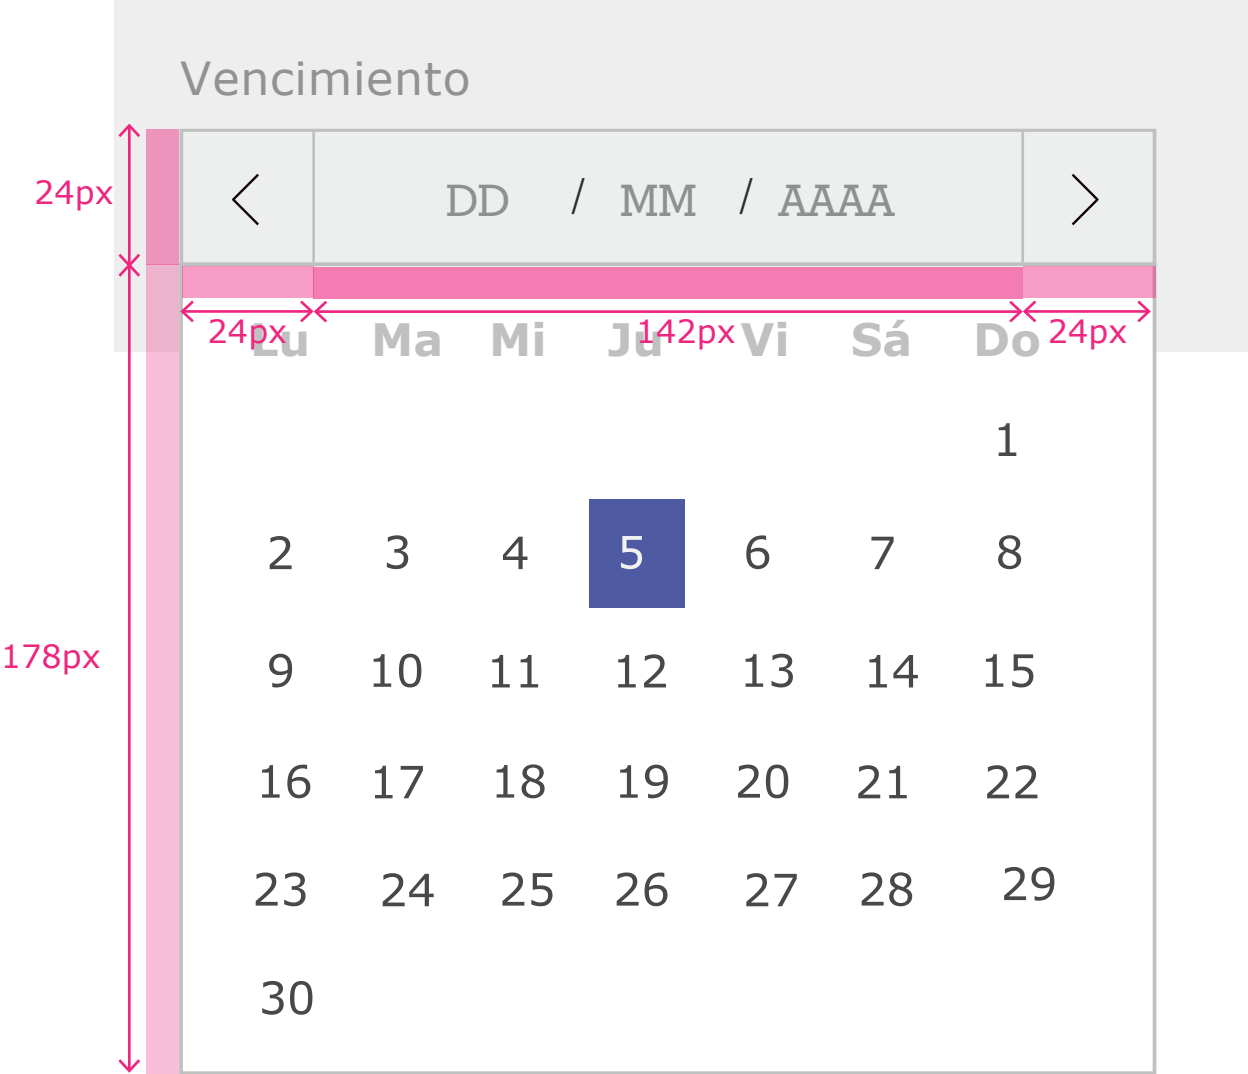 Vencimiento
24px DD / MM / AAAA
24px 142px 24px
Lu Ma Mi Ju Vi Sá Do
1
2 3 4 5 6 7 8
178px 9 10 11 12 13 14 15
16 17 18 19 20 21 22
23 24 25 26 27 28 29
30